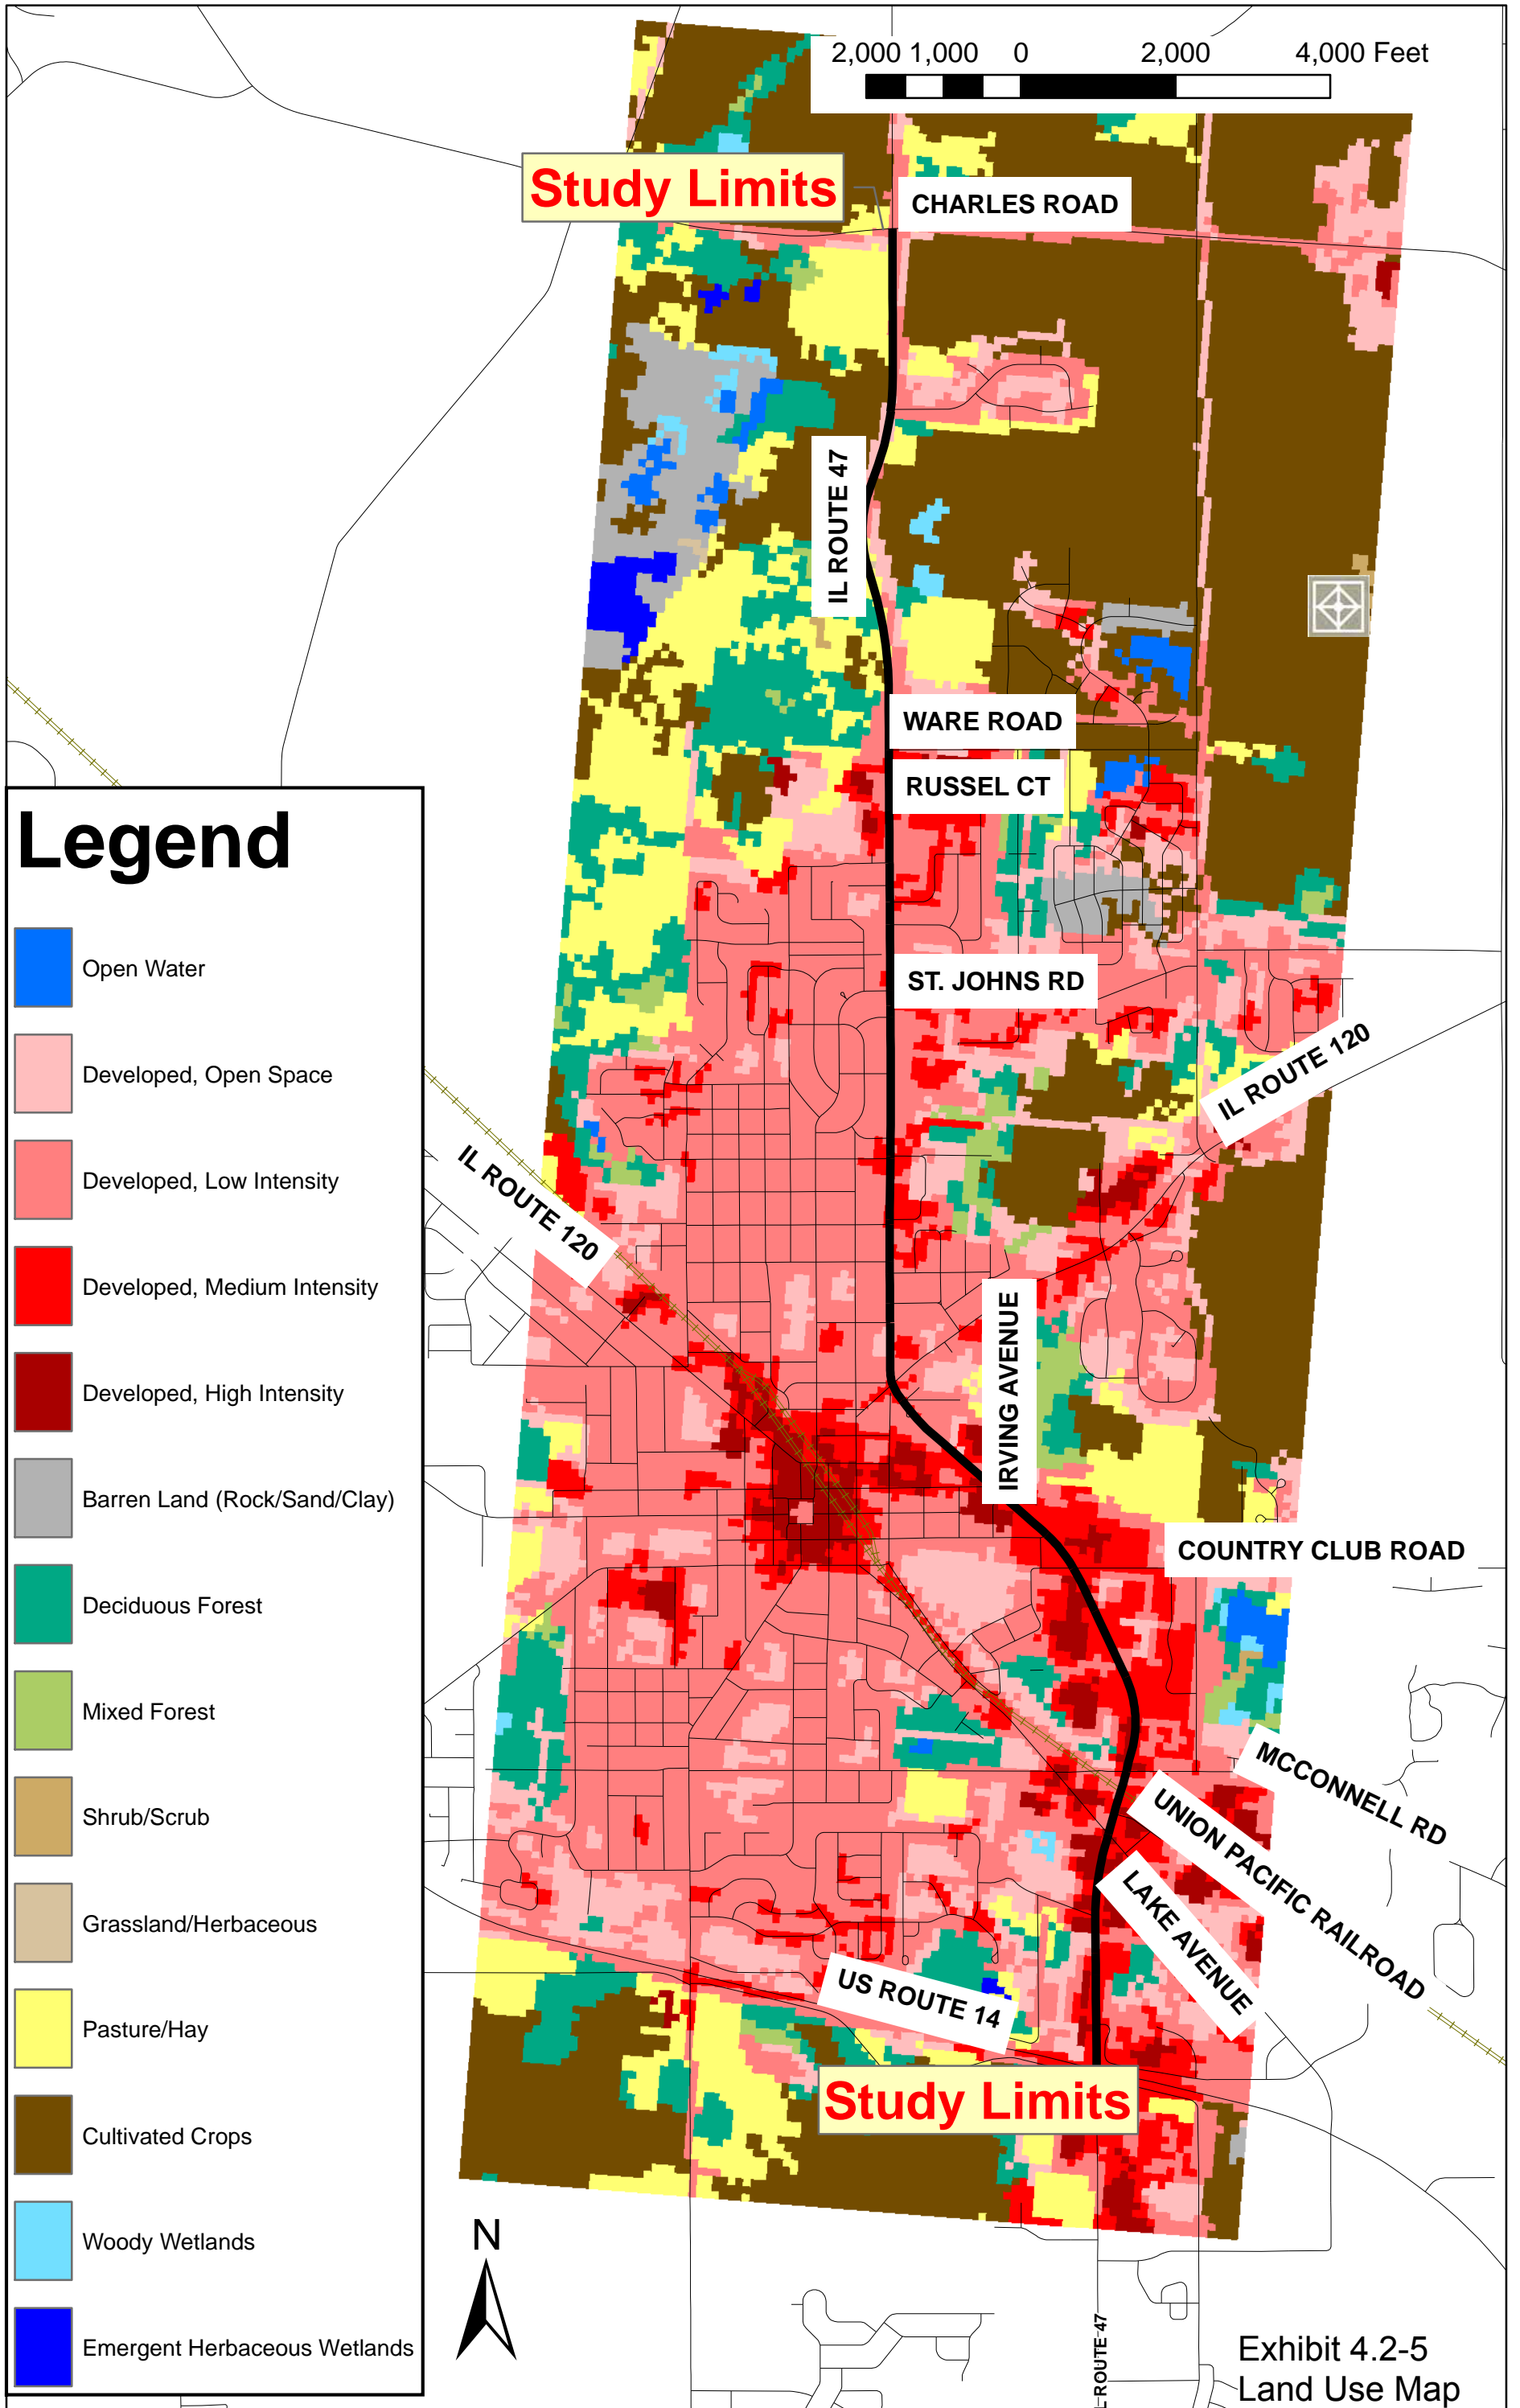 2,000 1,000 0 2,000 4,000 Feet
Study Limits
CHARLES ROAD
IL ROUTE 47
WARE ROAD
RUSSEL CT
ST. JOHNS RD
IL ROUTE 120
IL ROUTE 120
IRVING AVENUE
COUNTRY CLUB ROAD
MCCONNELL RD
UNION PACIFIC RAILROAD
LAKE AVENUE
US ROUTE 14
Study Limits
Legend
Open Water
Developed, Open Space
Developed, Low Intensity
Developed, Medium Intensity
Developed, High Intensity
Barren Land (Rock/Sand/Clay)
Deciduous Forest
Mixed Forest
Shrub/Scrub
Grassland/Herbaceous
Pasture/Hay
Cultivated Crops
Woody Wetlands
Emergent Herbaceous Wetlands
N
L ROUTE 47
Exhibit 4.2-5
Land Use Map